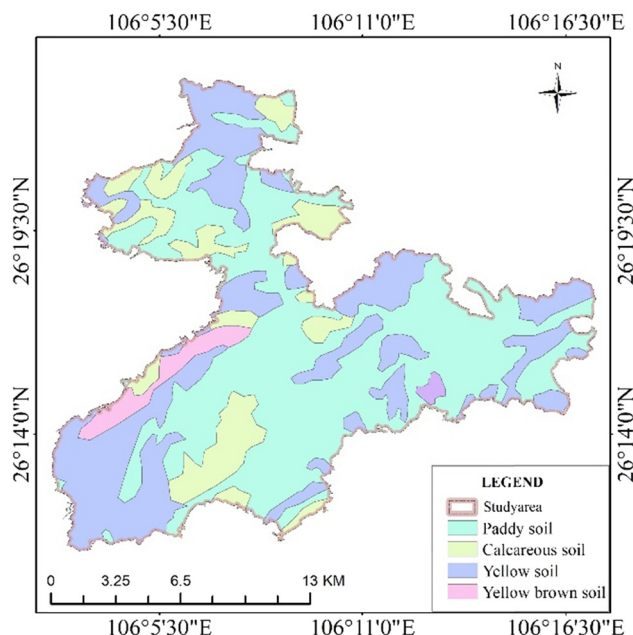 106°5'30"E 106°11'0"E 106°16'30"E
N
26°19'30"N 26°19'30"N
26°14'0"N 26°14'0"N
LEGEND
Studyarea
Paddy soil
Calcareous soil
Yellow soil
Yellow brown soil
0 3.25 6.5 13 KM
106°5'30"E 106°11'0"E 106°16'30"E